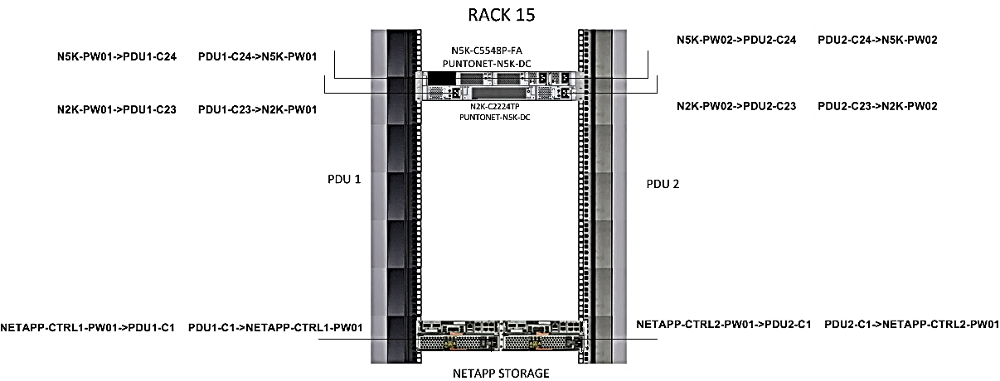 RACK 15
N5K-PW01->PDU1-C24 PDU1-C24->N5K-PW01
N5K-C5548P-FA
PUNTONET-N5K-DC
N5K-PW02->PDU2-C24 PDU2-C24->N5K-PW02
N2K-PW01->PDU1-C23 PDU1-C23->N2K-PW01
N2K-C2224TP
PUNTONET-N5K-DC
N2K-PW02->PDU2-C23 PDU2-C23->N2K-PW02
PDU 1
PDU 2
NETAPP-CTRL1-PW01->PDU1-C1 PDU1-C1->NETAPP-CTRL1-PW01
NETAPP-CTRL2-PW01->PDU2-C1 PDU2-C1->NETAPP-CTRL2-PW01
NETAPP STORAGE